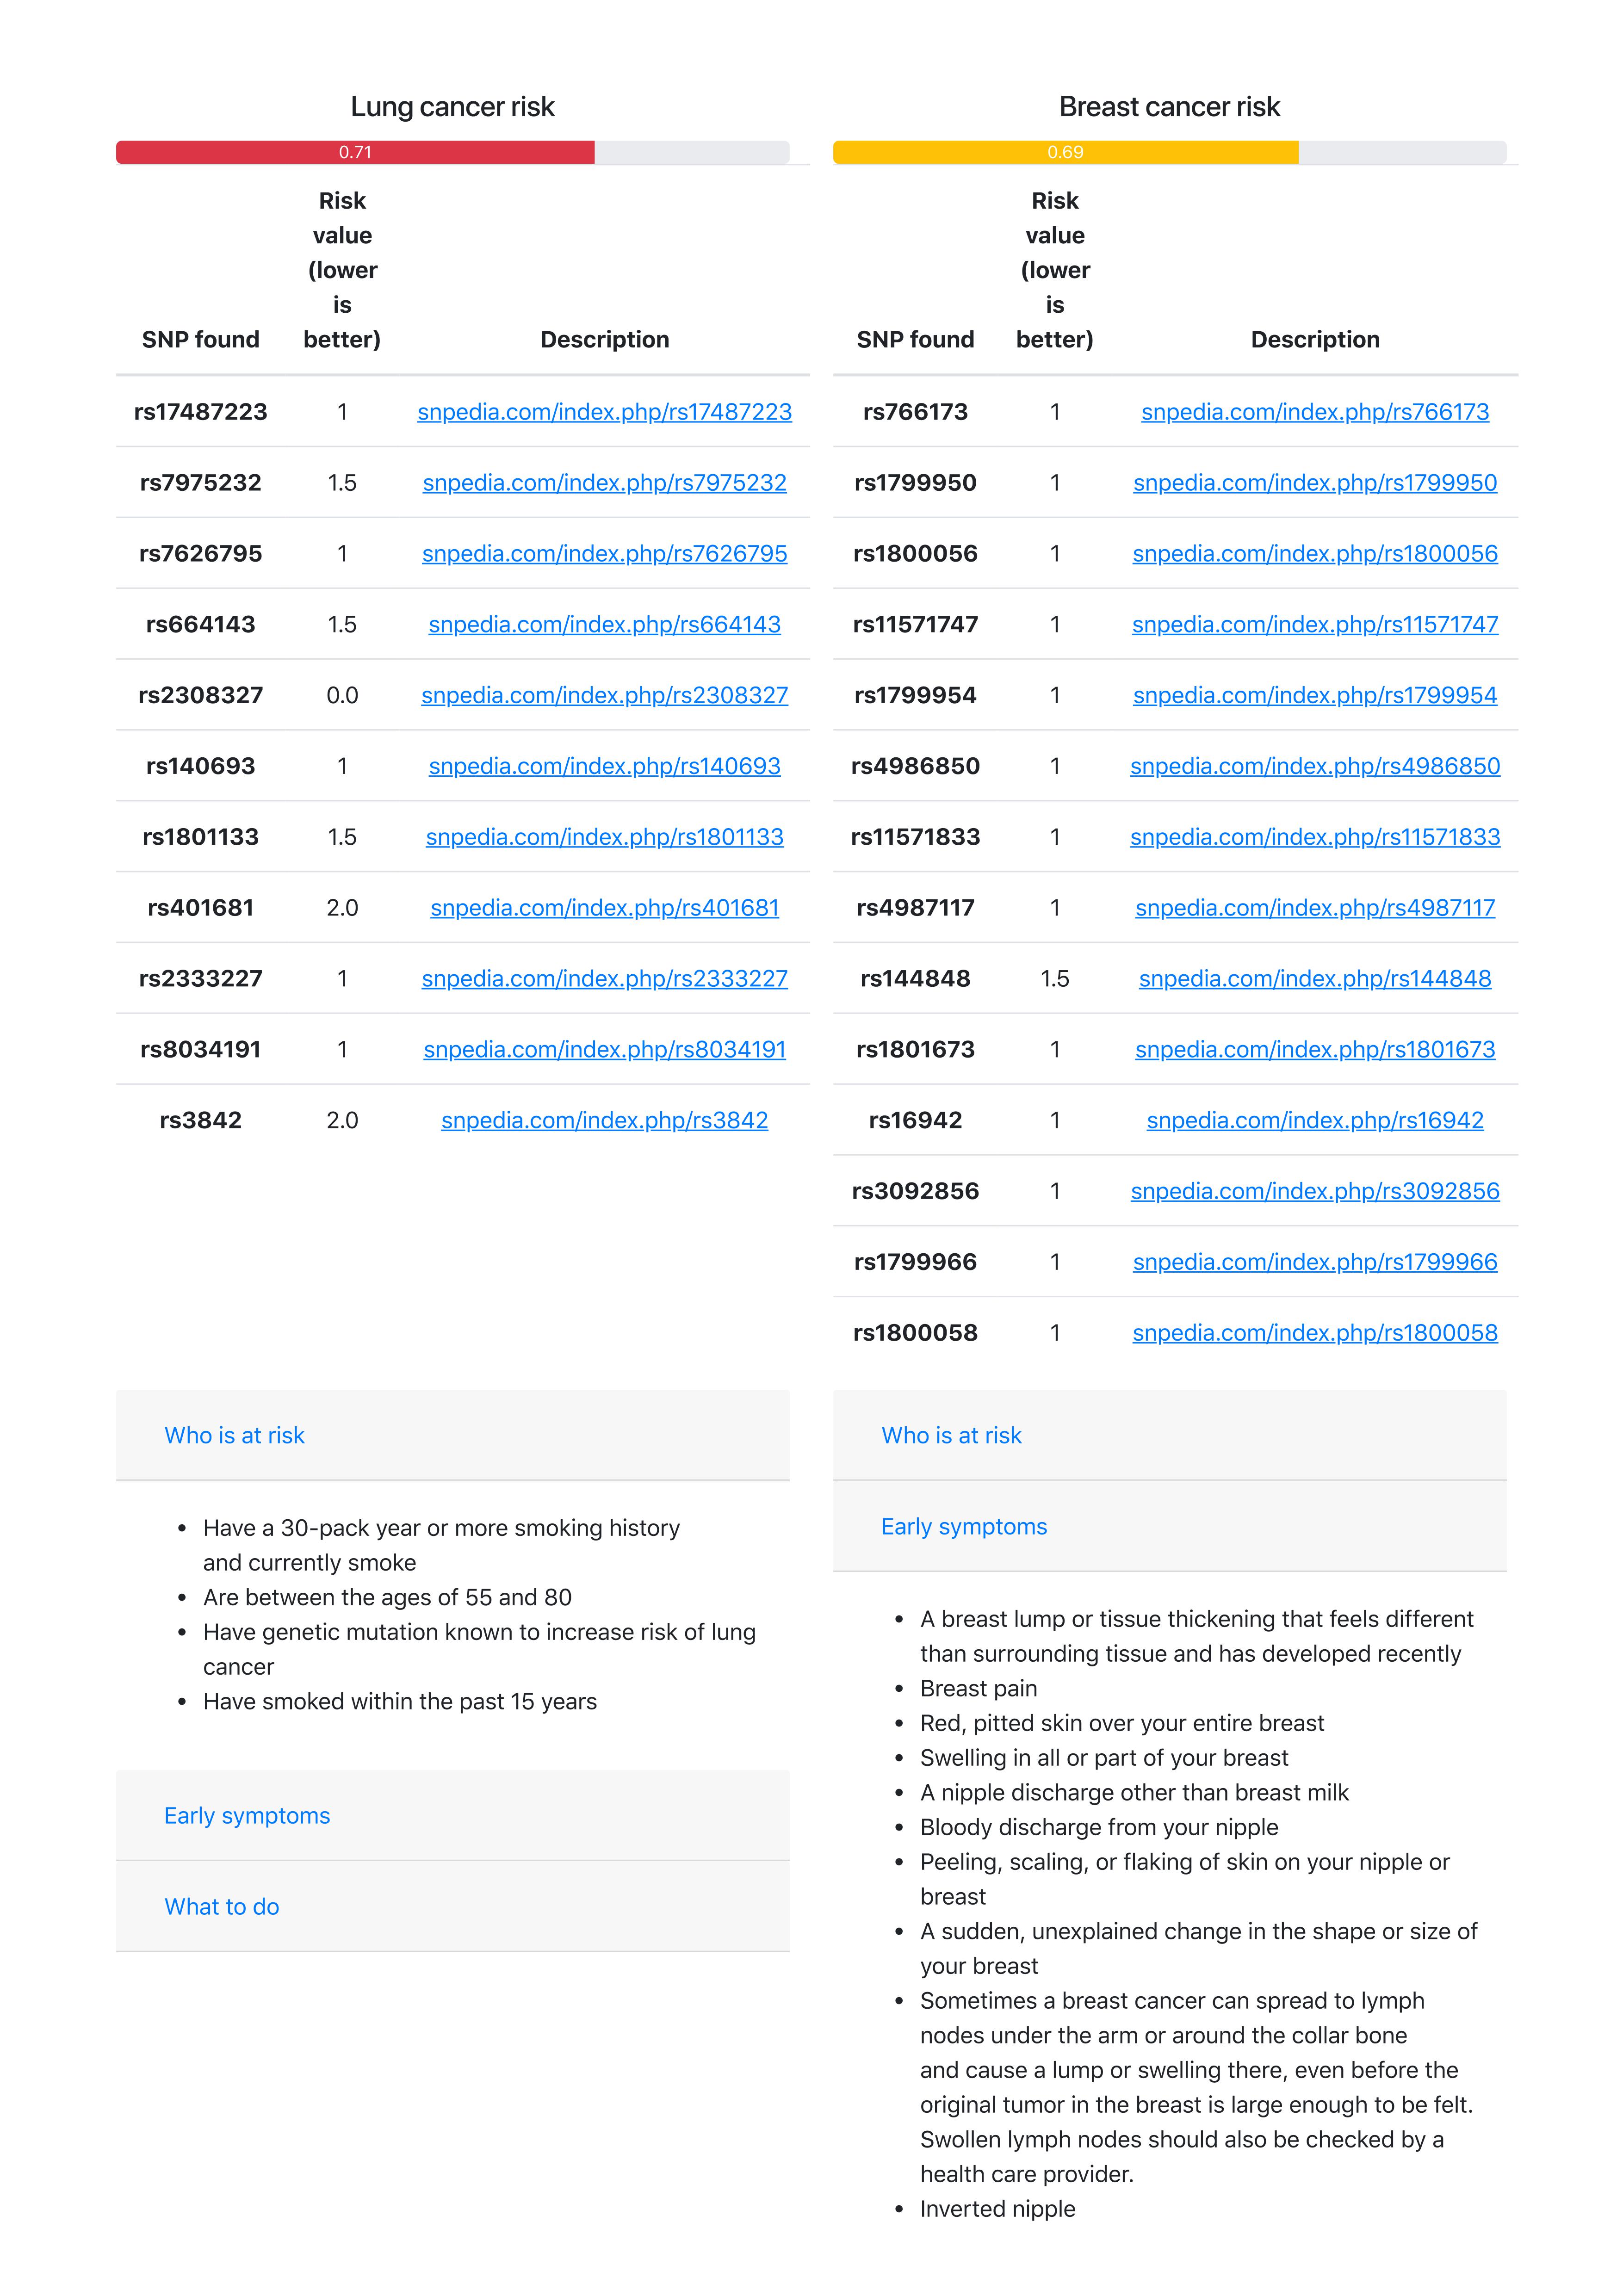 Lung cancer risk
0.71
Risk
value
(lower
is
SNP found better) Description
rs17487223 1 snpedia.com/index.php/rs17487223
rs7975232 1.5 snpedia.com/index.php/rs7975232
rs7626795 1 snpedia.com/index.php/rs7626795
rs664143 1.5 snpedia.com/index.php/rs664143
rs2308327 0.0 snpedia.com/index.php/rs2308327
rs140693 1 snpedia.com/index.php/rs140693
rs1801133 1.5 snpedia.com/index.php/rs1801133
rs401681 2.0 snpedia.com/index.php/rs401681
rs2333227 1 snpedia.com/index.php/rs2333227
rs8034191 1 snpedia.com/index.php/rs8034191
rs3842 2.0 snpedia.com/index.php/rs3842
Who is at risk
• Have a 30-pack year or more smoking history
and currently smoke
• Are between the ages of 55 and 80
• Have genetic mutation known to increase risk of lung
cancer
• Have smoked within the past 15 years
Early symptoms
What to do
Breast cancer risk
0.69
Risk
value
(lower
is
SNP found better) Description
rs766173 1 snpedia.com/index.php/rs766173
rs1799950 1 snpedia.com/index.php/rs1799950
rs1800056 1 snpedia.com/index.php/rs1800056
rs11571747 1 snpedia.com/index.php/rs11571747
rs1799954 1 snpedia.com/index.php/rs1799954
rs4986850 1 snpedia.com/index.php/rs4986850
rs11571833 1 snpedia.com/index.php/rs11571833
rs4987117 1 snpedia.com/index.php/rs4987117
rs144848 1.5 snpedia.com/index.php/rs144848
rs1801673 1 snpedia.com/index.php/rs1801673
rs16942 1 snpedia.com/index.php/rs16942
rs3092856 1 snpedia.com/index.php/rs3092856
rs1799966 1 snpedia.com/index.php/rs1799966
rs1800058 1 snpedia.com/index.php/rs1800058
Who is at risk
Early symptoms
• A breast lump or tissue thickening that feels different
than surrounding tissue and has developed recently
• Breast pain
• Red, pitted skin over your entire breast
• Swelling in all or part of your breast
• A nipple discharge other than breast milk
• Bloody discharge from your nipple
• Peeling, scaling, or flaking of skin on your nipple or
breast
• A sudden, unexplained change in the shape or size of
your breast
• Sometimes a breast cancer can spread to lymph
nodes under the arm or around the collar bone
and cause a lump or swelling there, even before the
original tumor in the breast is large enough to be felt.
Swollen lymph nodes should also be checked by a
health care provider.
• Inverted nipple